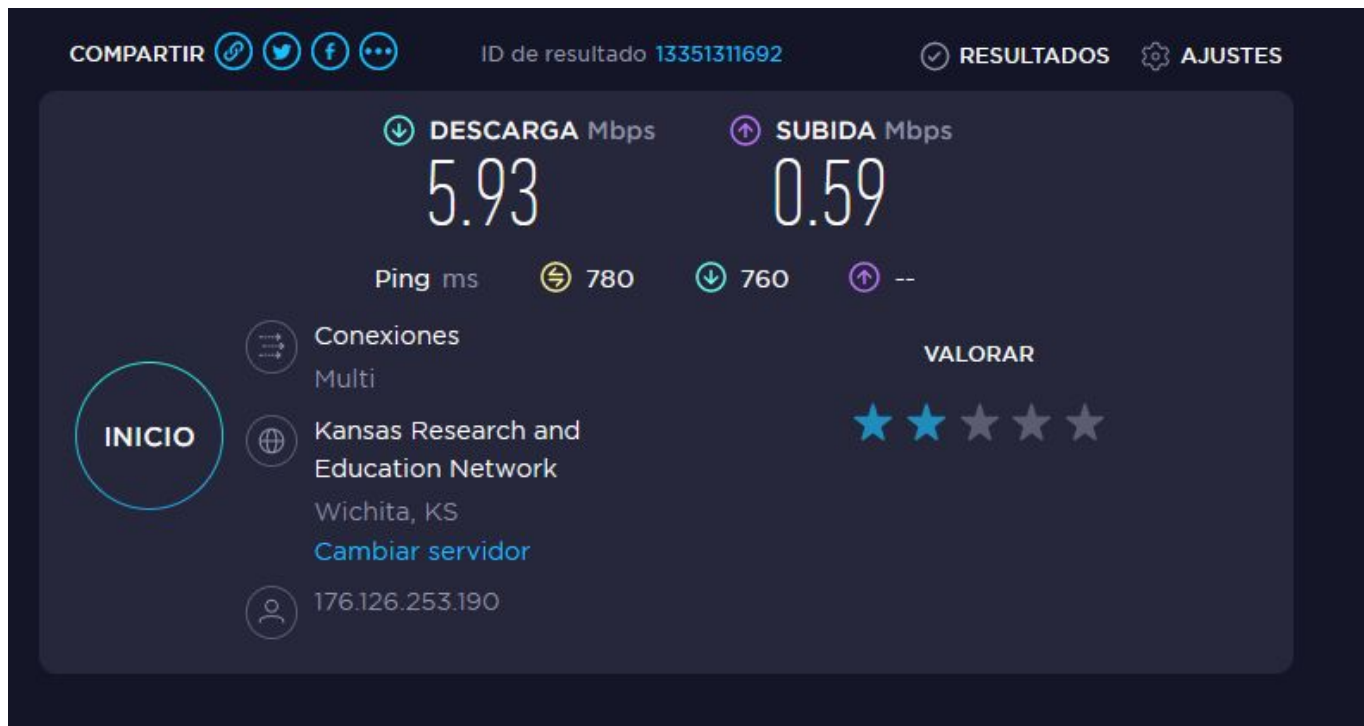 COMPARTIR ID de resultado 13351311692 RESULTADOS AJUSTES
DESCARGA Mbps SUBIDA Mbps
5.93 0.59
Ping ms 780 760 --
Conexiones
Multi
VALORAR
INICIO
Kansas Research and
Education Network
Wichita, KS
Cambiar servidor
176.126.253.190